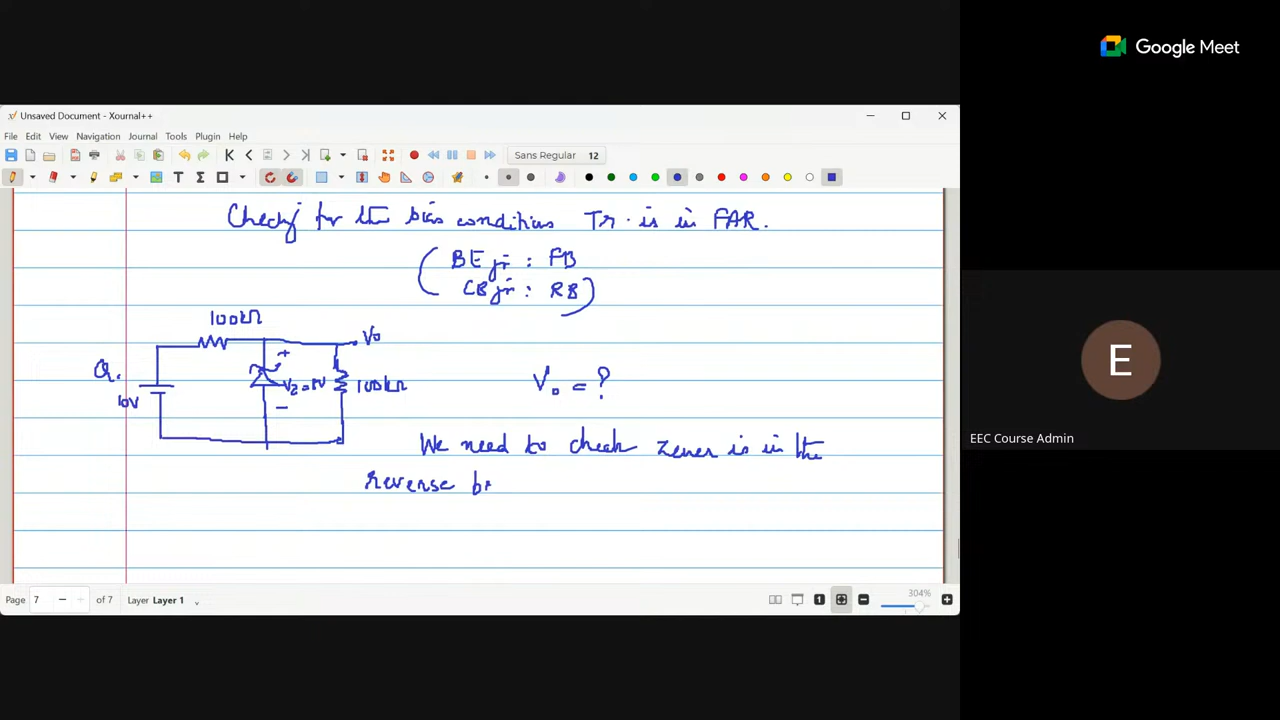 Google Meet
Unsaved Document - Xournal++
File Edit View Navigation Journal Tools Plugin Help
Sans Regular 12
Check for the bias conditions Tr. is in FAR.
( BE jn : FB
CB jn : RB )
100kΩ
Vo
Q.
10V
+
-
100kΩ
Vo = ?
We need to check zener is in the
reverse br
EEC Course Admin
E
Page 7 of 7 Layer Layer 1
304%